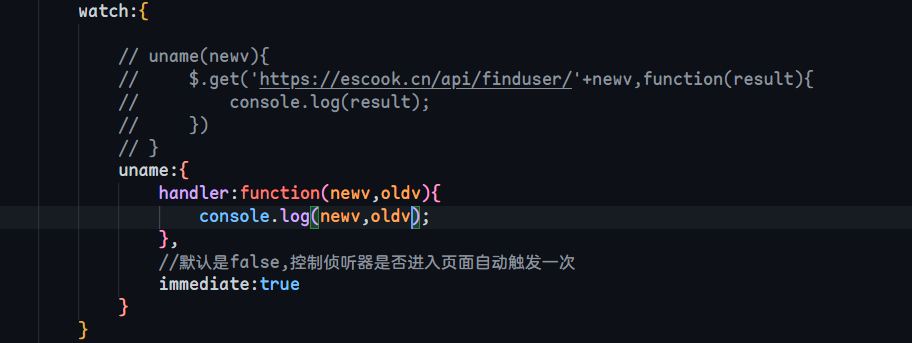 watch:{
// uname(newv){
//     $.get('https://escook.cn/api/finduser/'+newv,function(result){
//         console.log(result);
//     })
// }
uname:{
handler:function(newv,oldv){
console.log(newv,oldv);
},
//默认是false,控制侦听器是否进入页面自动触发一次
immediate:true
}
}